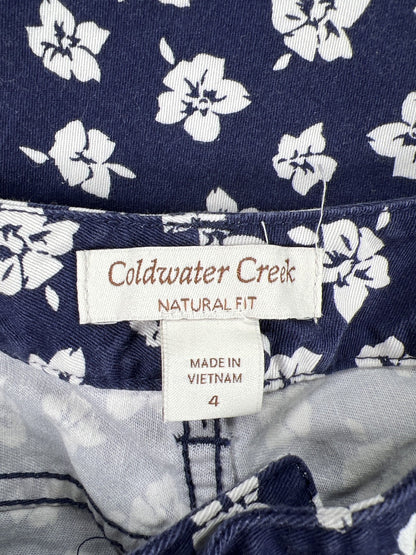 Coldwater Creek
NATURAL FIT
MADE IN
VIETNAM
4